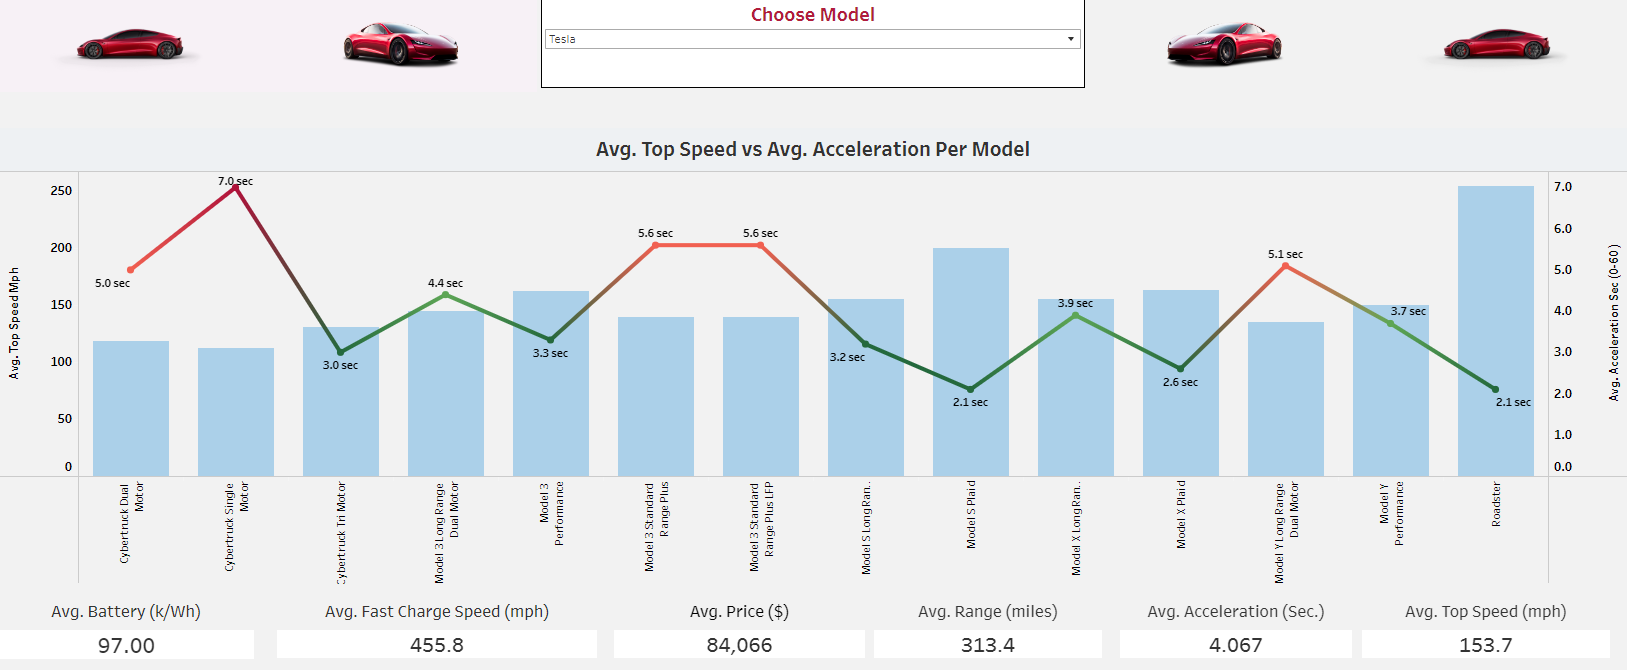 Choose Model
Tesla
Avg. Top Speed vs Avg. Acceleration Per Model
Avg. Top Speed Mph
250
200
150
100
50
0
7.0 sec
5.0 sec
3.0 sec
4.4 sec
3.3 sec
5.6 sec
5.6 sec
3.2 sec
2.1 sec
3.9 sec
2.6 sec
5.1 sec
3.7 sec
2.1 sec
7.0
6.0
5.0
4.0
3.0
2.0
1.0
0.0
Avg. Acceleration Sec (0-60)
Cybertruck Dual
Motor
Cybertruck Single
Motor
Cybertruck Tri Motor
Model 3 Long Range
Dual Motor
Model 3
Performance
Model 3 Standard
Range Plus
Model 3 Standard
Range Plus LFP
Model S Long Ran..
Model S Plaid
Model X Long Ran..
Model X Plaid
Model Y Long Range
Dual Motor
Model Y
Performance
Roadster
Avg. Battery (k/Wh)
97.00
Avg. Fast Charge Speed (mph)
455.8
Avg. Price ($)
84,066
Avg. Range (miles)
313.4
Avg. Acceleration (Sec.)
4.067
Avg. Top Speed (mph)
153.7